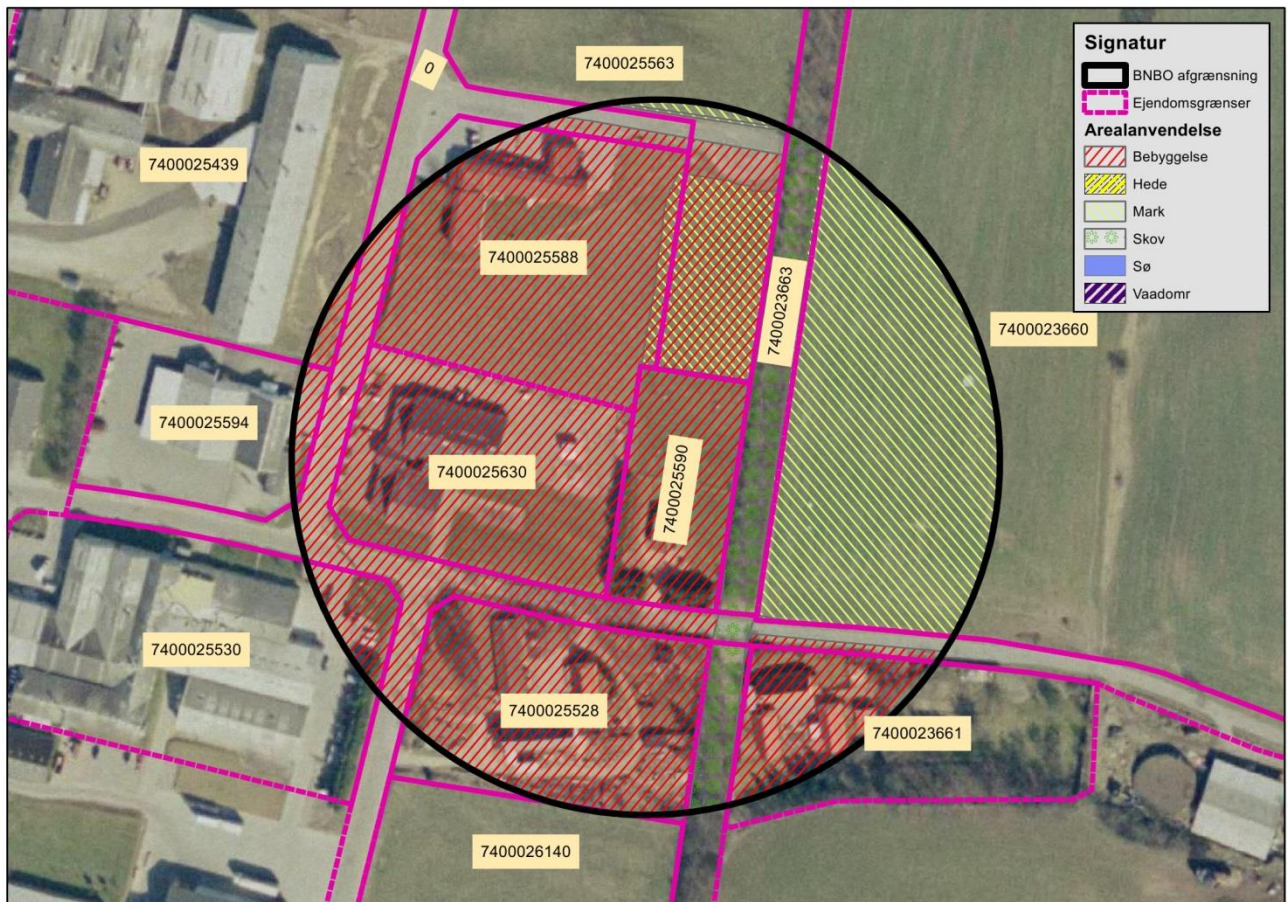 Signatur
BNBO afgrænsning
Ejendomsgrænser
Arealanvendelse
Bebyggelse
Hede
Mark
Skov
Sø
Vaadomr
0
7400025563
7400025439
7400025588
7400023663
7400023660
7400025594
7400025630
7400025590
7400025530
7400025528
7400023661
7400026140